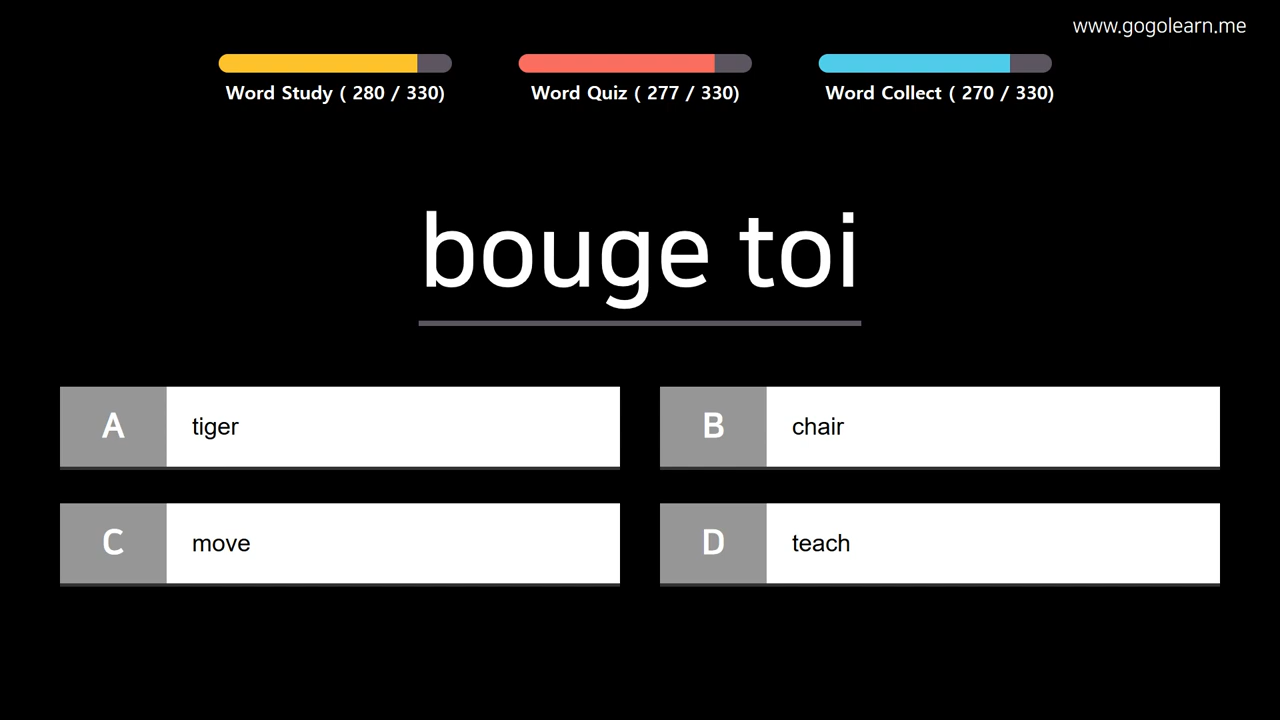 www.gogolearn.me
Word Study ( 280 / 330)
Word Quiz ( 277 / 330)
Word Collect ( 270 / 330)
bouge toi
A tiger
B chair
C move
D teach